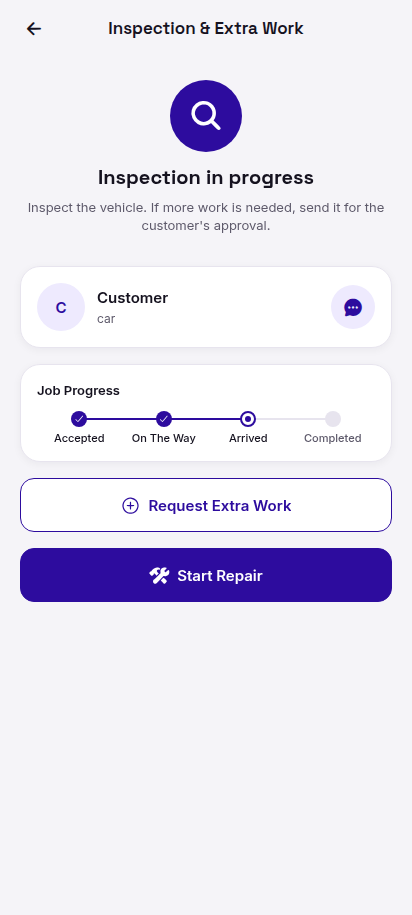 Inspection & Extra Work
Inspection in progress
Inspect the vehicle. If more work is needed, send it for the
customer's approval.
C
Customer
car
Job Progress
Accepted
On The Way
Arrived
Completed
Request Extra Work
Start Repair